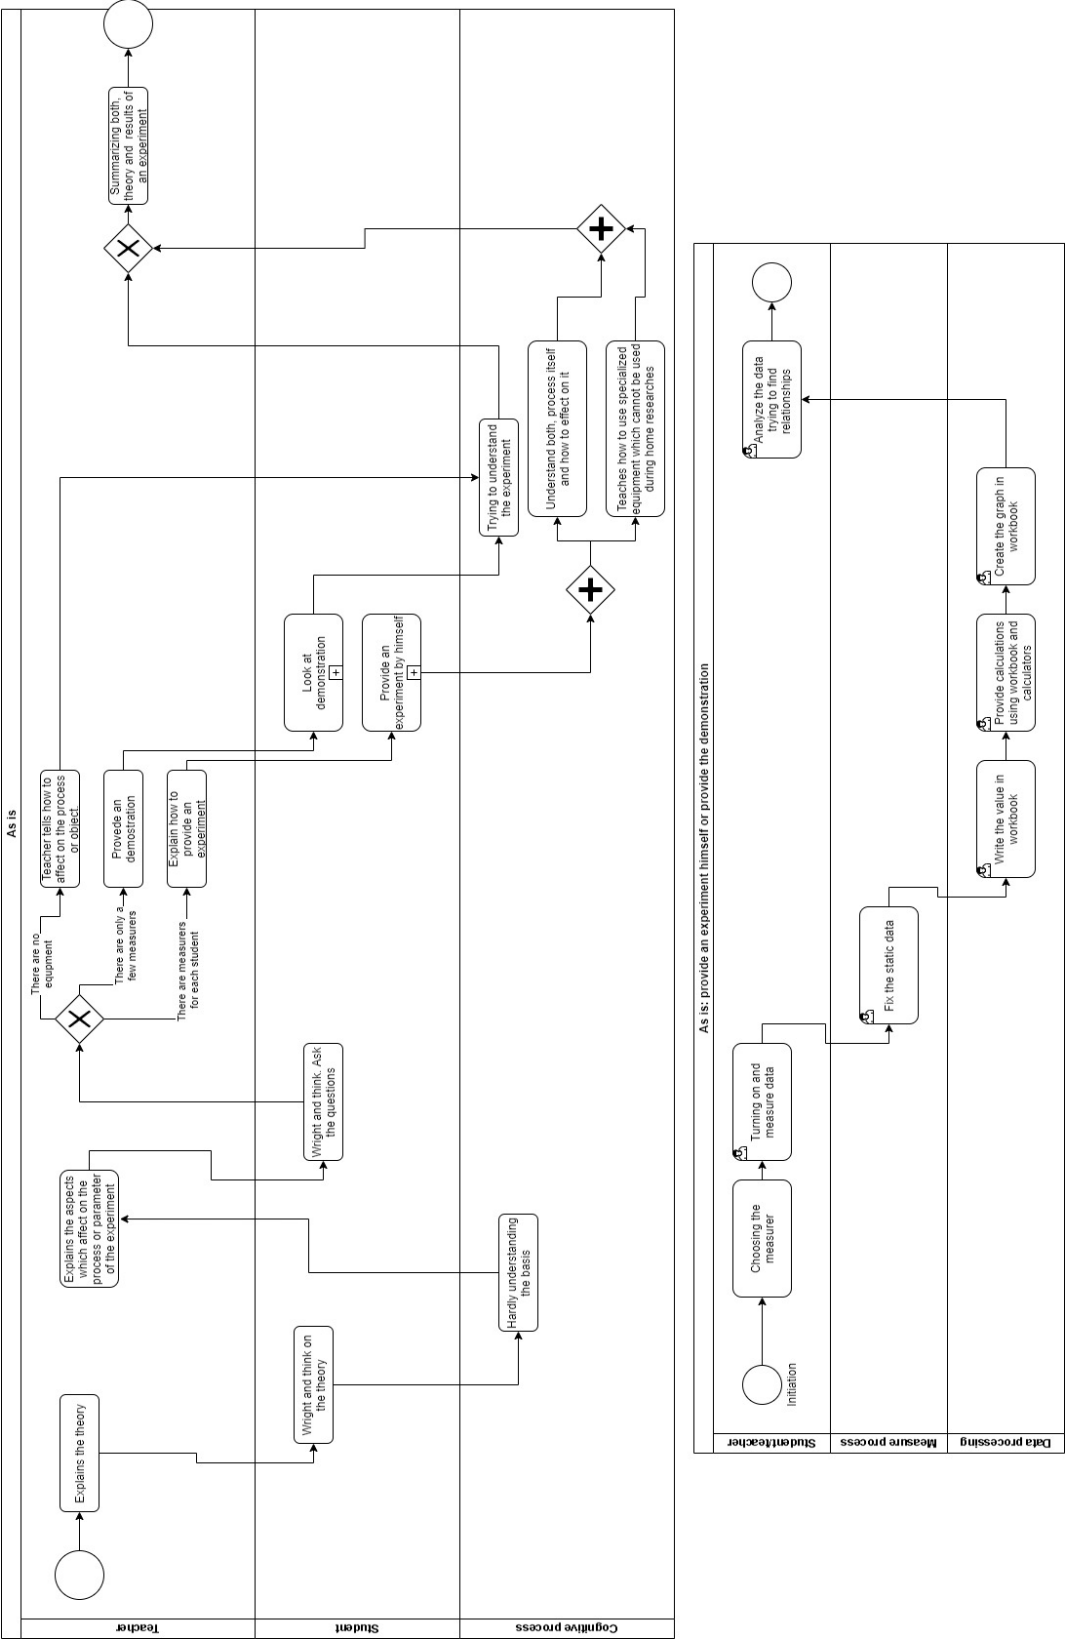 As is
Teacher
Student
Cognitive process
Explains the theory
Wright and think on
the theory
Hardly understanding
the basis
Explains the aspects
which affect on the
process or parameter
of the experiment
Wright and think. Ask
the questions
There are no
equpment
There are only a
few measurers
There are measurers
for each student
Teacher tells how to
affect on the process
or object.
Provede an
demostration
Explain how to
provide an
experiment
Look at
demonstration
Provide an
experiment by himself
Trying to understand
the experiment
Understand both, process itself
and how to effect on it
Teaches how to use specialized
equipment which cannot be used
during home researches
Summarizing both,
theory and results of
an experiment
As is: provide an experiment himself or provide the demonstration
Student/teacher
Measure process
Data processing
Initiation
Choosing the
measurer
Turning on and
measure data
Fix the static data
Write the value in
workbook
Provide calculations
using workbook and
calculators
Create the graph in
workbook
Analyze the data
trying to find
relationships